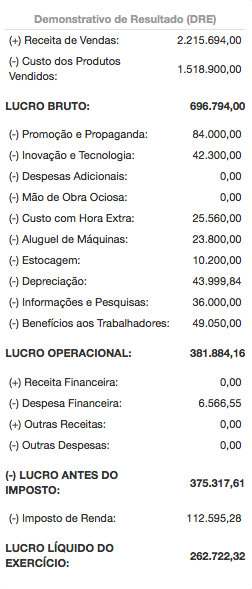 Demonstrativo de Resultado (DRE)
(+) Receita de Vendas: 2.215.694,00
(-) Custo dos Produtos
Vendidos: 1.518.900,00
LUCRO BRUTO: 696.794,00
(-) Promoção e Propaganda: 84.000,00
(-) Inovação e Tecnologia: 42.300,00
(-) Despesas Adicionais: 0,00
(-) Mão de Obra Ociosa: 0,00
(-) Custo com Hora Extra: 25.560,00
(-) Aluguel de Máquinas: 23.800,00
(-) Estocagem: 10.200,00
(-) Depreciação: 43.999,84
(-) Informações e Pesquisas: 36.000,00
(-) Benefícios aos Trabalhadores: 49.050,00
LUCRO OPERACIONAL: 381.884,16
(+) Receita Financeira: 0,00
(-) Despesa Financeira: 6.566,55
(+) Outras Receitas: 0,00
(-) Outras Despesas: 0,00
(-) LUCRO ANTES DO
IMPOSTO: 375.317,61
(-) Imposto de Renda: 112.595,28
LUCRO LÍQUIDO DO
EXERCÍCIO: 262.722,32